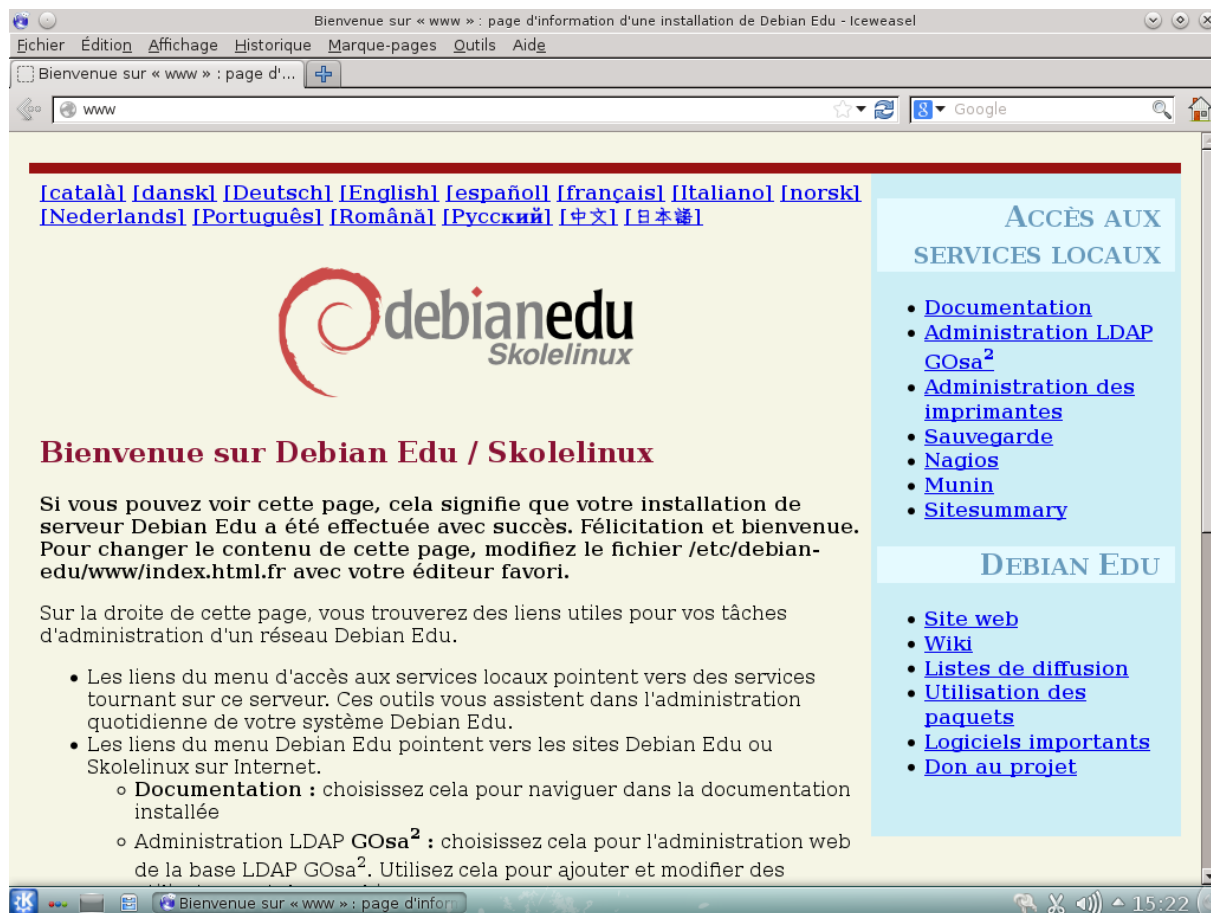 Bienvenue sur « www » : page d'information d'une installation de Debian Edu - Iceweasel
Fichier Édition Affichage Historique Marque-pages Outils Aide
Bienvenue sur « www » : page d'...
www
Google
[català] [dansk] [Deutsch] [English] [español] [français] [Italiano] [norsk]
[Nederlands] [Português] [Română] [Русский] [中文] [日本語]
debianedu
Skolelinux
Bienvenue sur Debian Edu / Skolelinux
Si vous pouvez voir cette page, cela signifie que votre installation de
serveur Debian Edu a été effectuée avec succès. Félicitation et bienvenue.
Pour changer le contenu de cette page, modifiez le fichier /etc/debian-
edu/www/index.html.fr avec votre éditeur favori.
Sur la droite de cette page, vous trouverez des liens utiles pour vos tâches
d'administration d'un réseau Debian Edu.
• Les liens du menu d'accès aux services locaux pointent vers des services
tournant sur ce serveur. Ces outils vous assistent dans l'administration
quotidienne de votre système Debian Edu.
• Les liens du menu Debian Edu pointent vers les sites Debian Edu ou
Skolelinux sur Internet.
◦ Documentation : choisissez cela pour naviguer dans la documentation
installée
◦ Administration LDAP GOsa² : choisissez cela pour l'administration web
de la base LDAP GOsa². Utilisez cela pour ajouter et modifier des
Accès aux
services locaux
• Documentation
• Administration LDAP
GOsa²
• Administration des
imprimantes
• Sauvegarde
• Nagios
• Munin
• Sitesummary
Debian Edu
• Site web
• Wiki
• Listes de diffusion
• Utilisation des
paquets
• Logiciels importants
• Don au projet
Bienvenue sur « www » : page d'inform
15:22